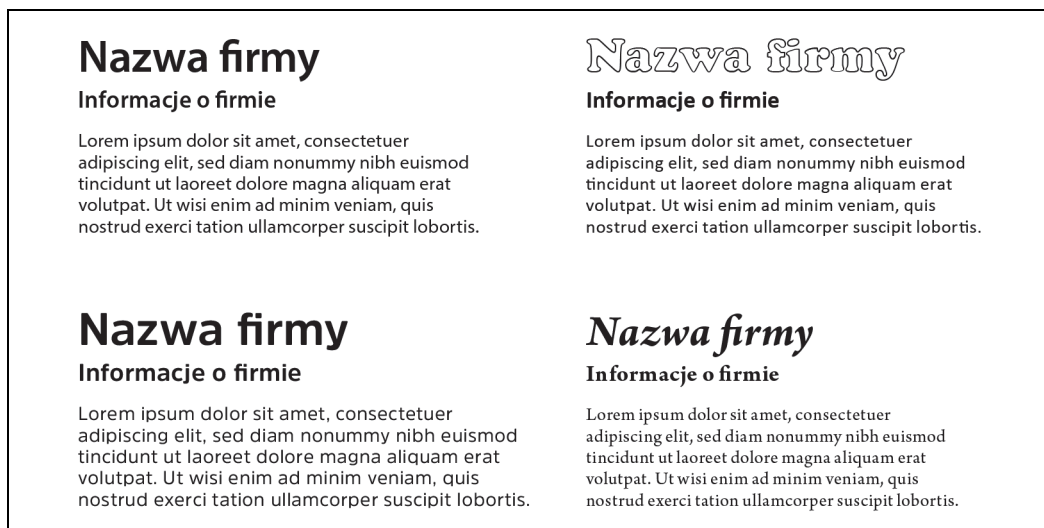 Nazwa firmy
Informacje o firmie
Lorem ipsum dolor sit amet, consectetuer
adipiscing elit, sed diam nonummy nibh euismod
tincidunt ut laoreet dolore magna aliquam erat
volutpat. Ut wisi enim ad minim veniam, quis
nostrud exerci tation ullamcorper suscipit lobortis.
Nazwa firmy
Informacje o firmie
Lorem ipsum dolor sit amet, consectetuer
adipiscing elit, sed diam nonummy nibh euismod
tincidunt ut laoreet dolore magna aliquam erat
volutpat. Ut wisi enim ad minim veniam, quis
nostrud exerci tation ullamcorper suscipit lobortis.
Nazwa firmy
Informacje o firmie
Lorem ipsum dolor sit amet, consectetuer
adipiscing elit, sed diam nonummy nibh euismod
tincidunt ut laoreet dolore magna aliquam erat
volutpat. Ut wisi enim ad minim veniam, quis
nostrud exerci tation ullamcorper suscipit lobortis.
Nazwa firmy
Informacje o firmie
Lorem ipsum dolor sit amet, consectetuer
adipiscing elit, sed diam nonummy nibh euismod
tincidunt ut laoreet dolore magna aliquam erat
volutpat. Ut wisi enim ad minim veniam, quis
nostrud exerci tation ullamcorper suscipit lobortis.